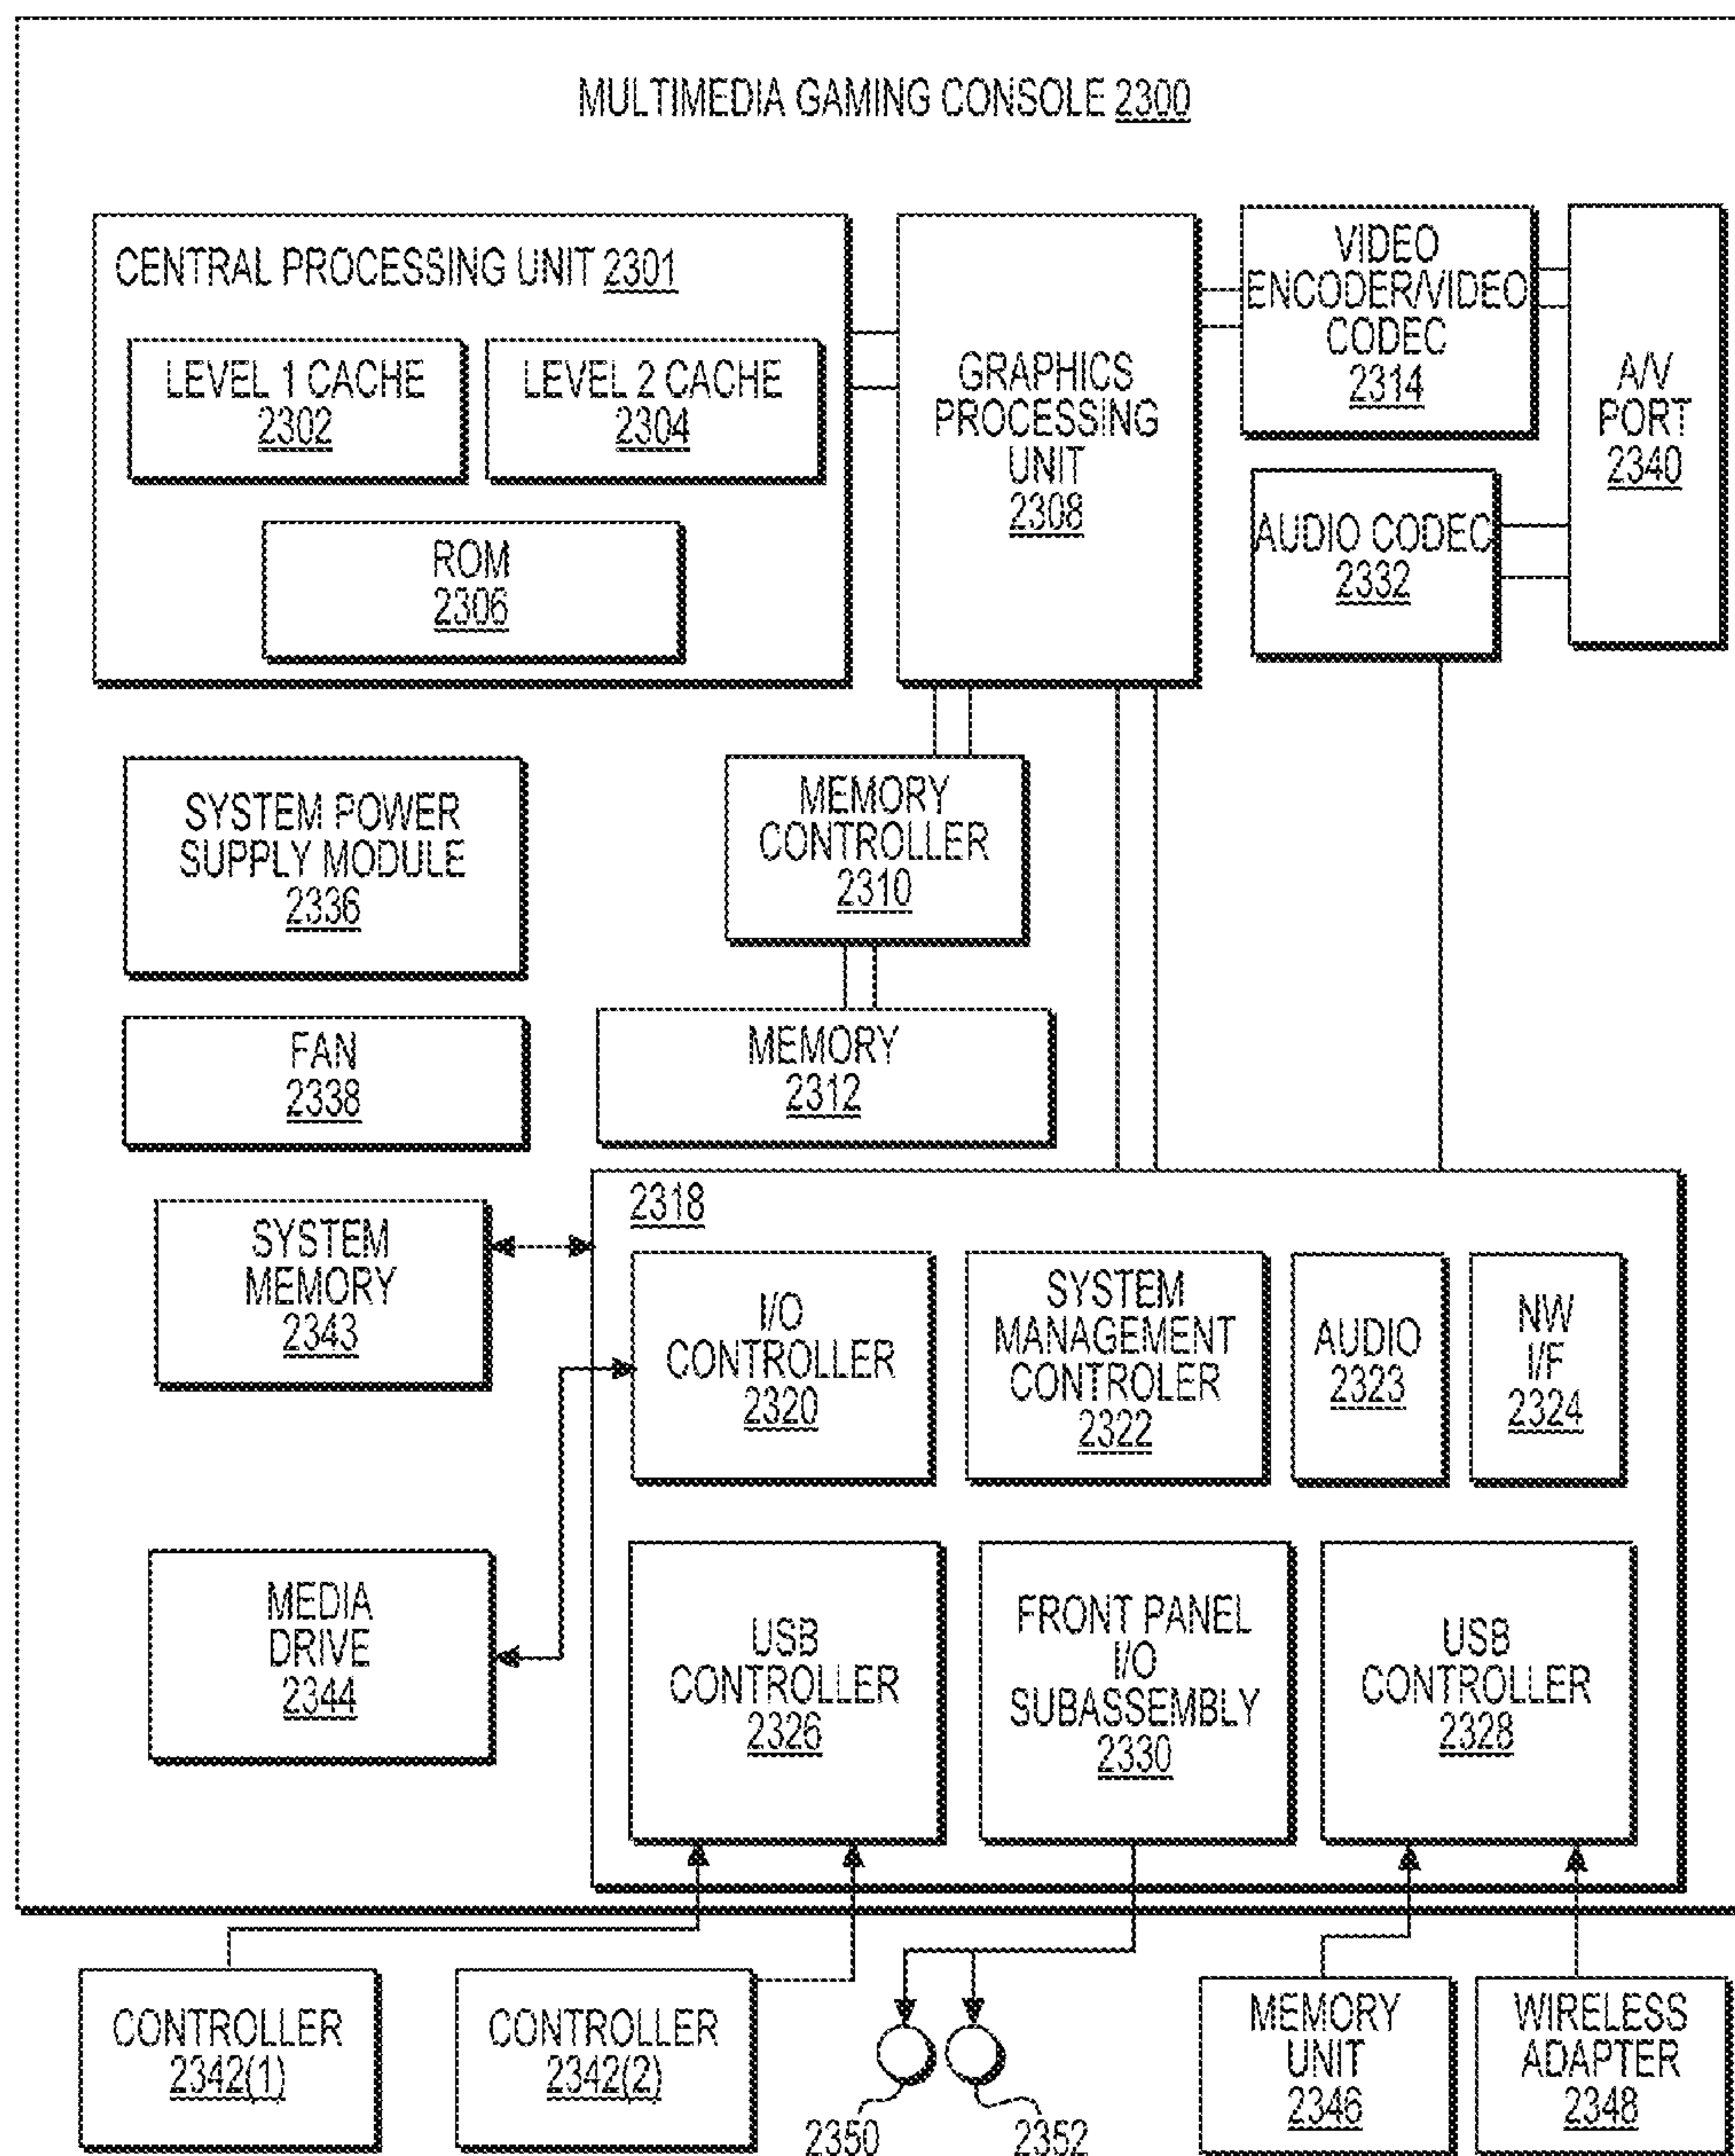 MULTIMEDIA GAMING CONSOLE 2300
CENTRAL PROCESSING UNIT 2301
LEVEL 1 CACHE
2302
LEVEL 2 CACHE
2304
ROM
2306
GRAPHICS
PROCESSING
UNIT
2308
VIDEO
ENCODER/VIDEO
CODEC
2314
A/V
PORT
2340
AUDIO CODEC
2332
SYSTEM POWER
SUPPLY MODULE
2336
MEMORY
CONTROLLER
2310
FAN
2338
MEMORY
2312
SYSTEM
MEMORY
2343
2318
I/O
CONTROLLER
2320
SYSTEM
MANAGEMENT
CONTROLER
2322
AUDIO
2323
NW
I/F
2324
MEDIA
DRIVE
2344
USB
CONTROLLER
2326
FRONT PANEL
I/O
SUBASSEMBLY
2330
USB
CONTROLLER
2328
CONTROLLER
2342(1)
CONTROLLER
2342(2)
2350
2352
MEMORY
UNIT
2346
WIRELESS
ADAPTER
2348